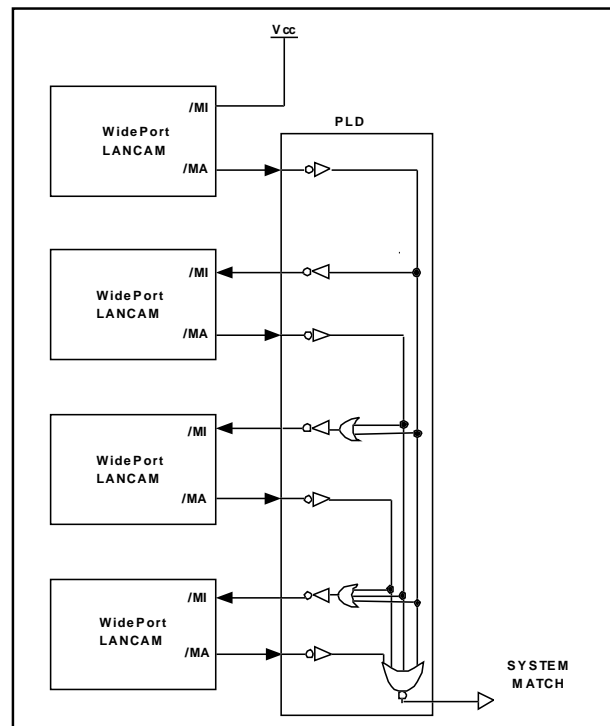 Vcc
/MI
WidePort
LANCAM
/MA
PLD
/MI
WidePort
LANCAM
/MA
/MI
WidePort
LANCAM
/MA
/MI
WidePort
LANCAM
/MA
SYSTEM
MATCH